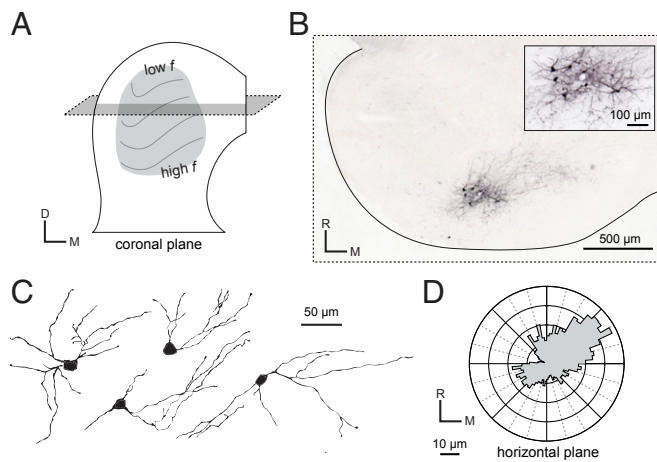 A
low f
high f
D
M
coronal plane
B
100 µm
R
M
500 µm
C
50 µm
D
R
M
10 µm
horizontal plane